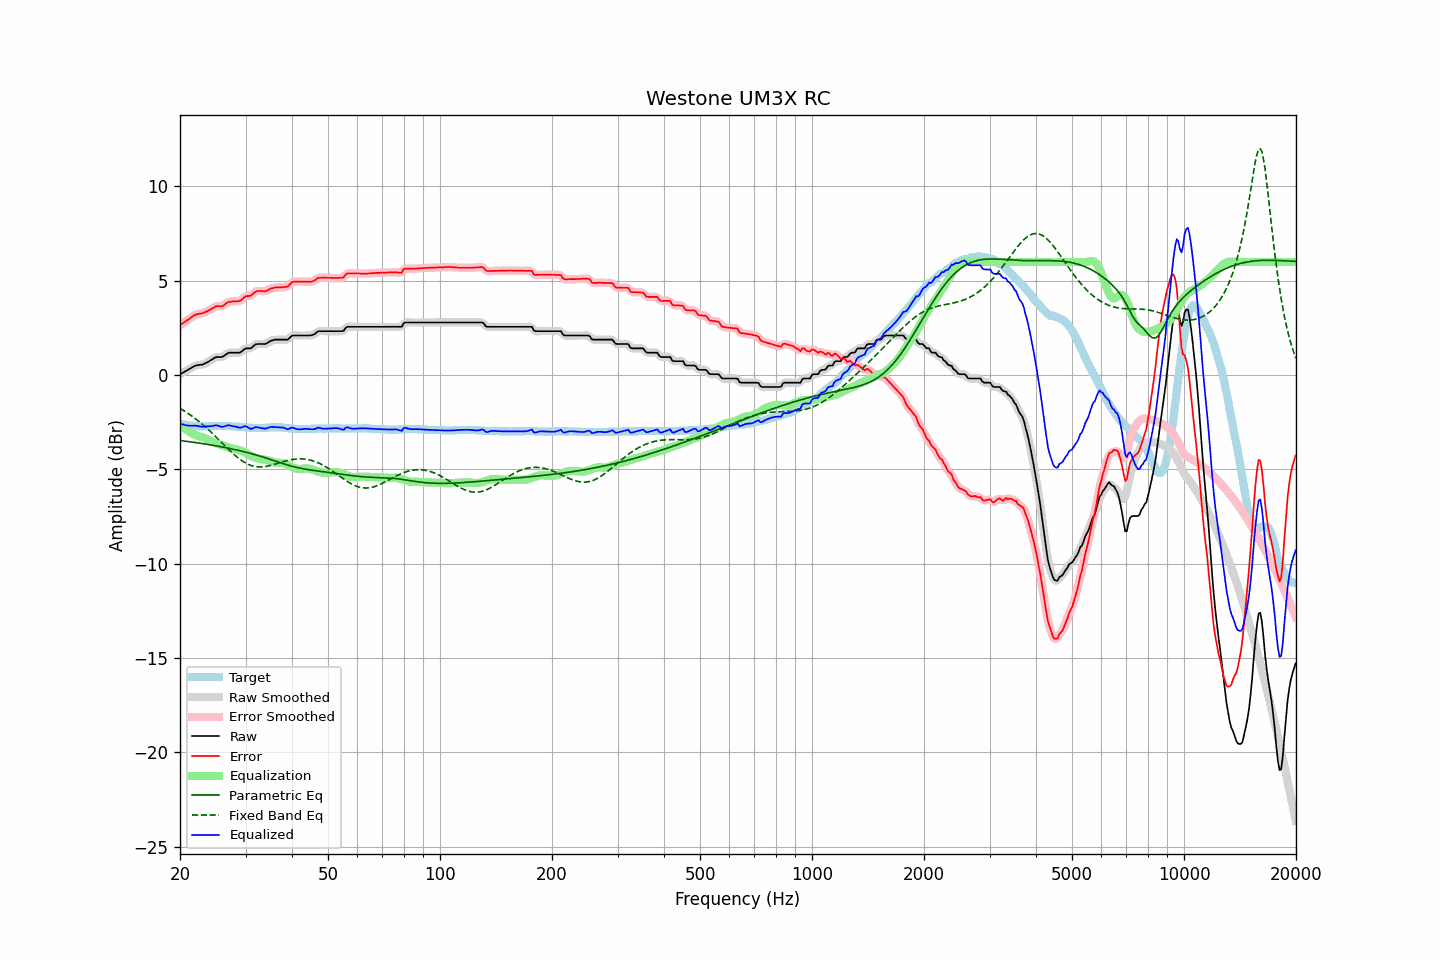 Westone UM3X RC
Amplitude (dBr)
10
5
0
−5
−10
−15
−20
−25
Target
Raw Smoothed
Error Smoothed
Raw
Error
Equalization
Parametric Eq
Fixed Band Eq
Equalized
20 50 100 200 500 1000 2000 5000 10000 20000
Frequency (Hz)